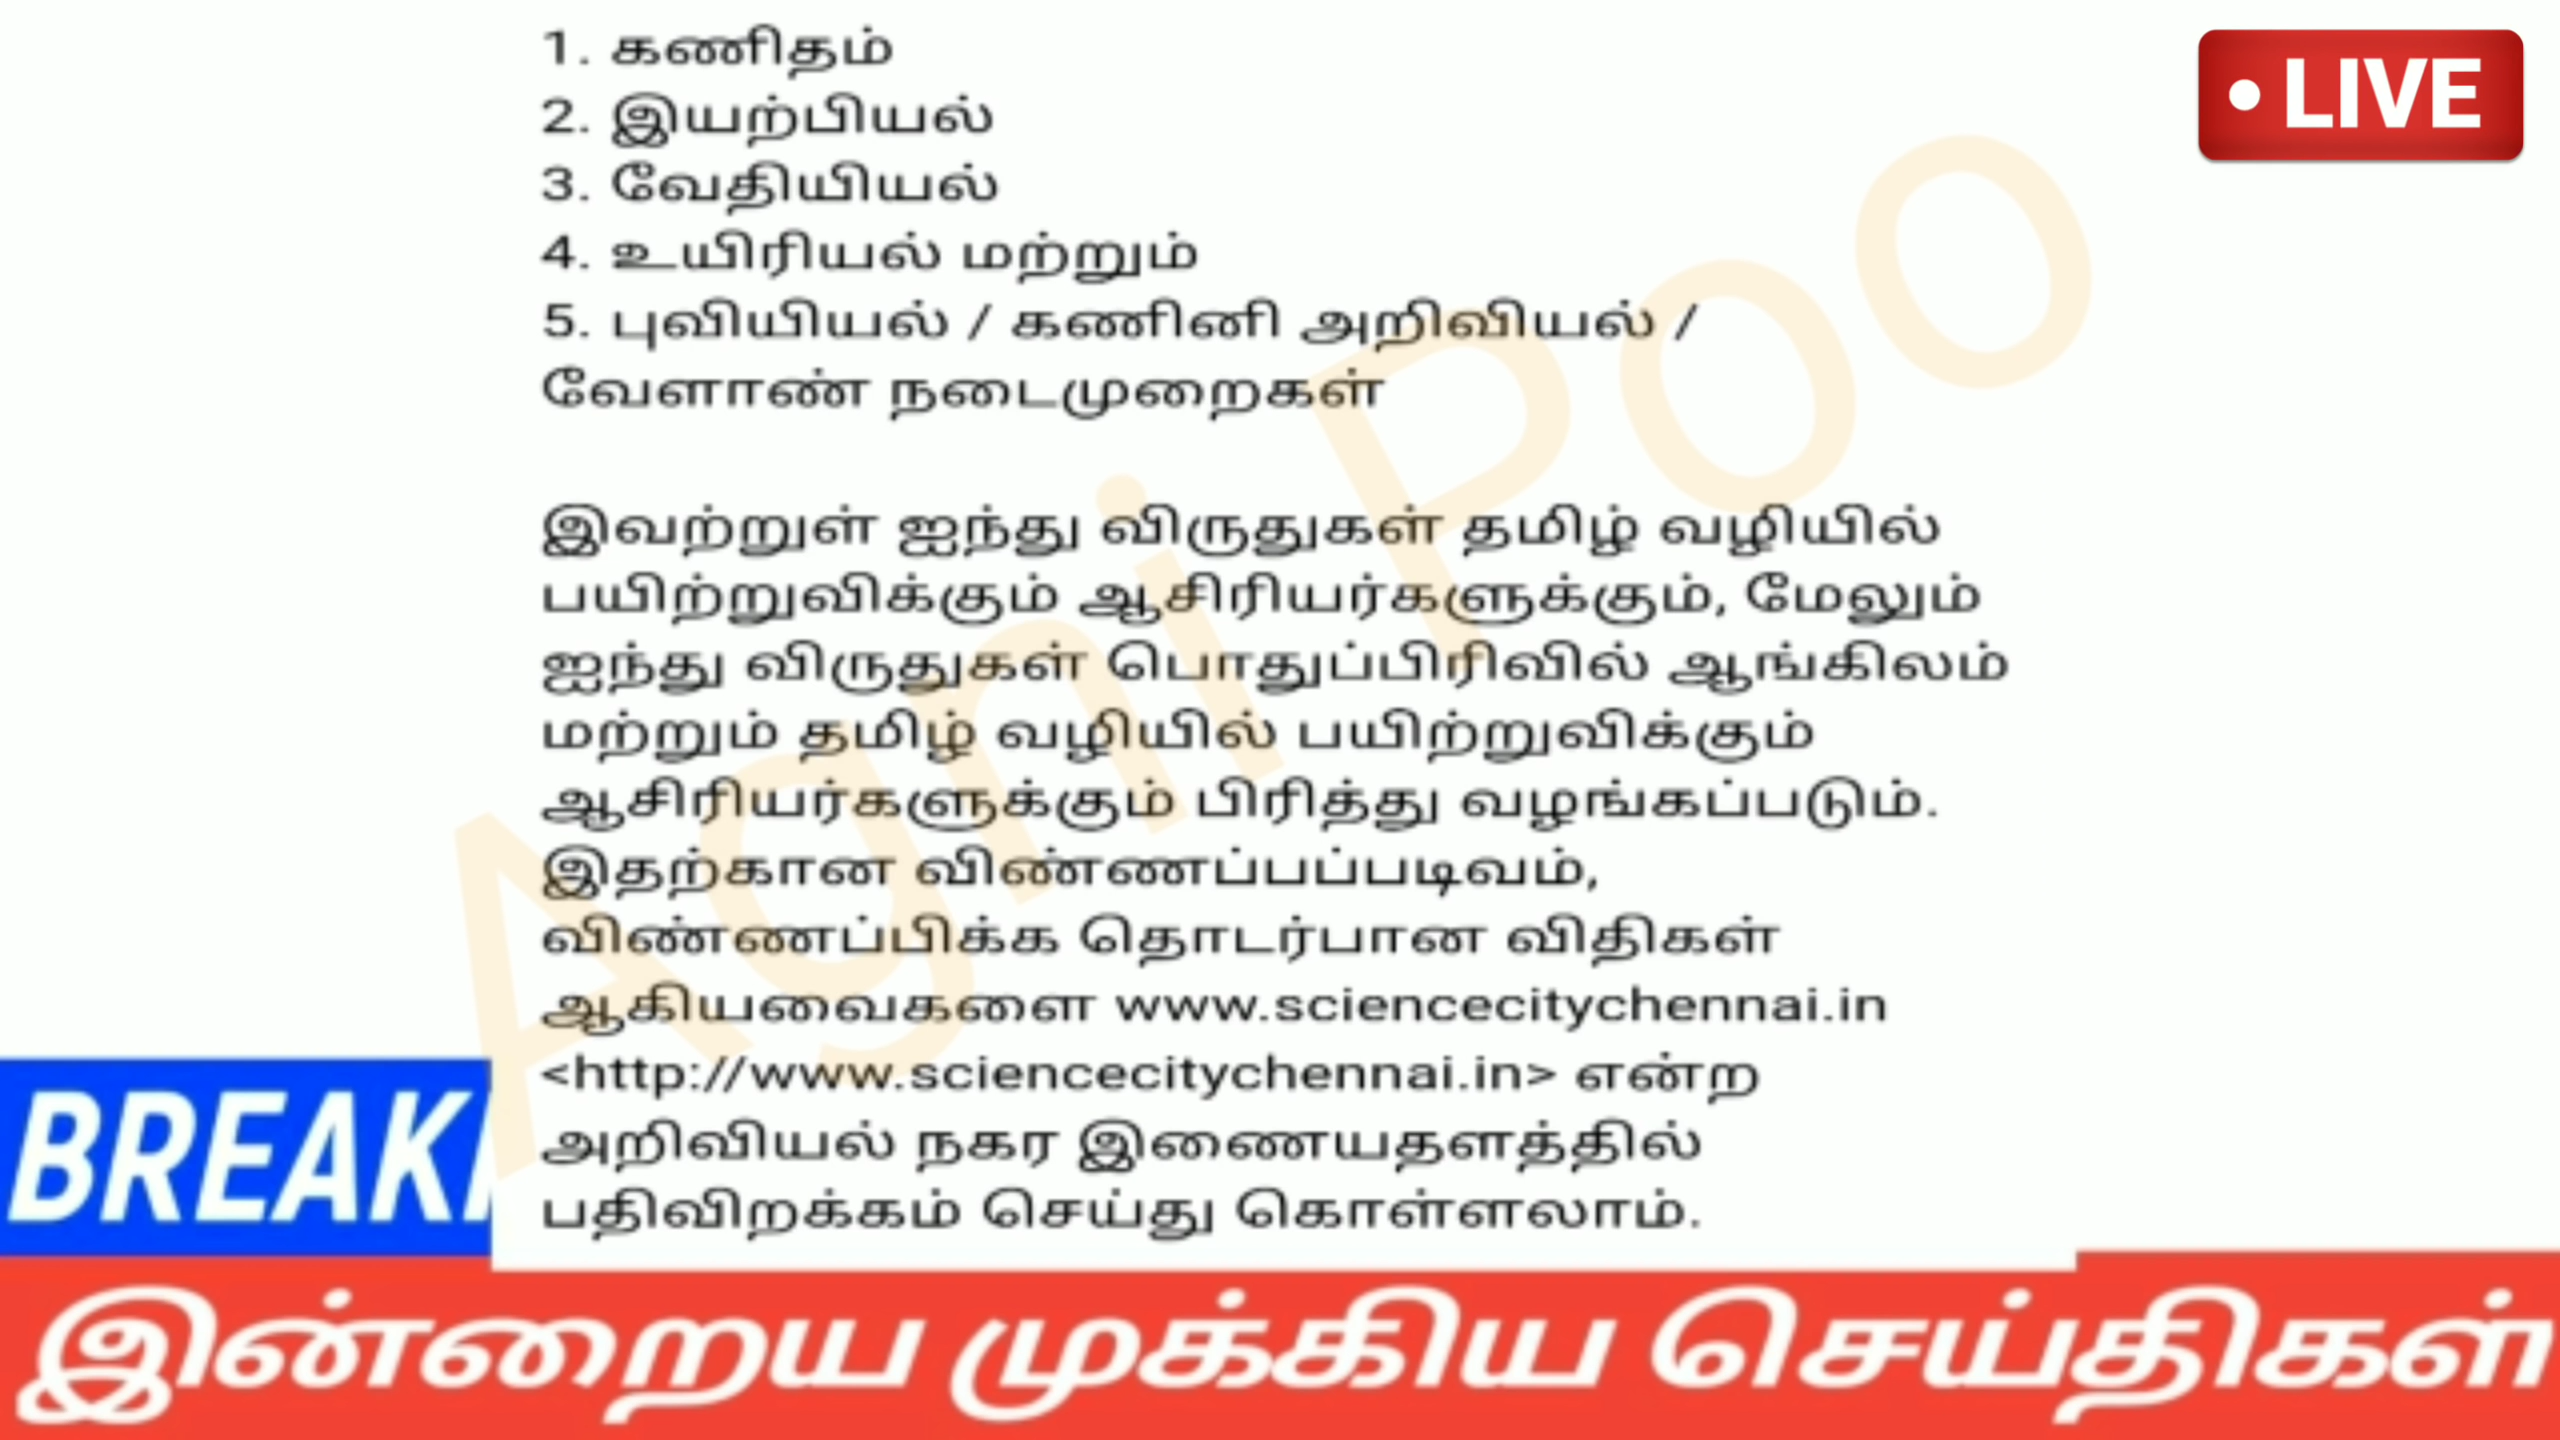 1. கணிதம்
• LIVE
2. இயற்பியல்
3. வேதியியல்
4. உயிரியல் மற்றும்
5. புவியியல் / கணினி அறிவியல் /
வேளாண் நடைமுறைகள்
இவற்றுள் ஐந்து விருதுகள் தமிழ் வழியில்
பயிற்றுவிக்கும் ஆசிரியர்களுக்கும், மேலும்
ஐந்து விருதுகள் பொதுப்பிரிவில் ஆங்கிலம்
மற்றும் தமிழ் வழியில் பயிற்றுவிக்கும்
ஆசிரியர்களுக்கும் பிரித்து வழங்கப்படும்.
இதற்கான விண்ணப்பப்படிவம்,
விண்ணப்பிக்க தொடர்பான விதிகள்
ஆகியவைகளை www.sciencecitychennai.in
<http://www.sciencecitychennai.in> என்ற
அறிவியல் நகர இணையதளத்தில்
பதிவிறக்கம் செய்து கொள்ளலாம்.
Agni Poo
BREAKI
இன்றைய முக்கிய செய்திகள்